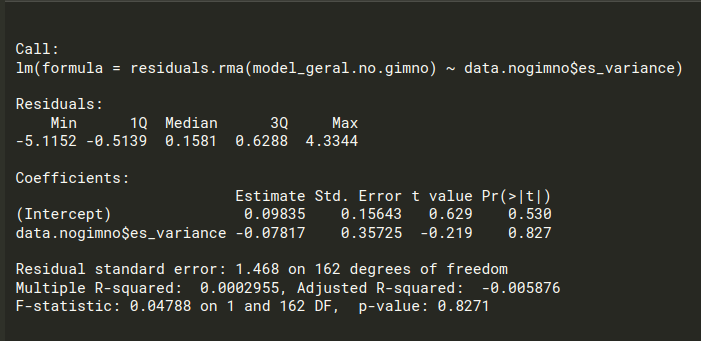 Call:
lm(formula = residuals.rma(model_geral.no.gimno) ~ data.nogimno$es_variance)

Residuals:
    Min      1Q  Median      3Q     Max
-5.1152 -0.5139  0.1581  0.6288  4.3344

Coefficients:
                         Estimate Std. Error t value Pr(>|t|)
(Intercept)               0.09835    0.15643   0.629    0.530
data.nogimno$es_variance -0.07817    0.35725  -0.219    0.827

Residual standard error: 1.468 on 162 degrees of freedom
Multiple R-squared:  0.0002955, Adjusted R-squared:  -0.005876
F-statistic: 0.04788 on 1 and 162 DF,  p-value: 0.8271